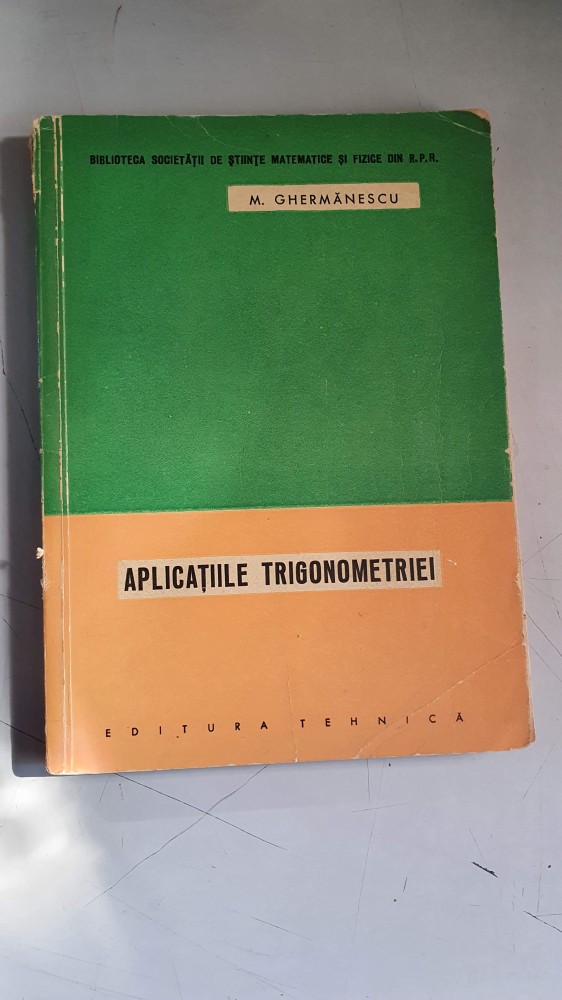 BIBLIOTECA SOCIETĂȚII DE ȘTIINȚE MATEMATICE ȘI FIZICE DIN R.P.R.
M. GHERMĂNESCU
APLICAȚIILE TRIGONOMETRIEI
EDITURA TEHNICĂ